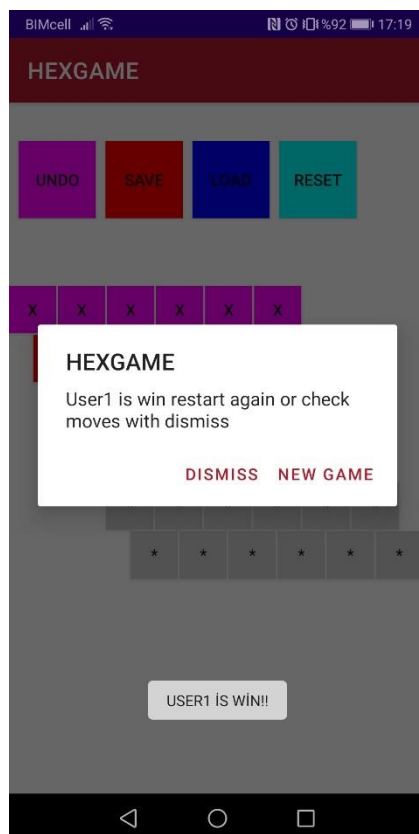 BIMcell %92 17:19
HEXGAME
UNDO SAVE LOAD RESET
X X X X X X
HEXGAME
User1 is win restart again or check
moves with dismiss
DISMISS NEW GAME
* * * * * *
USER1 İS WİN!!